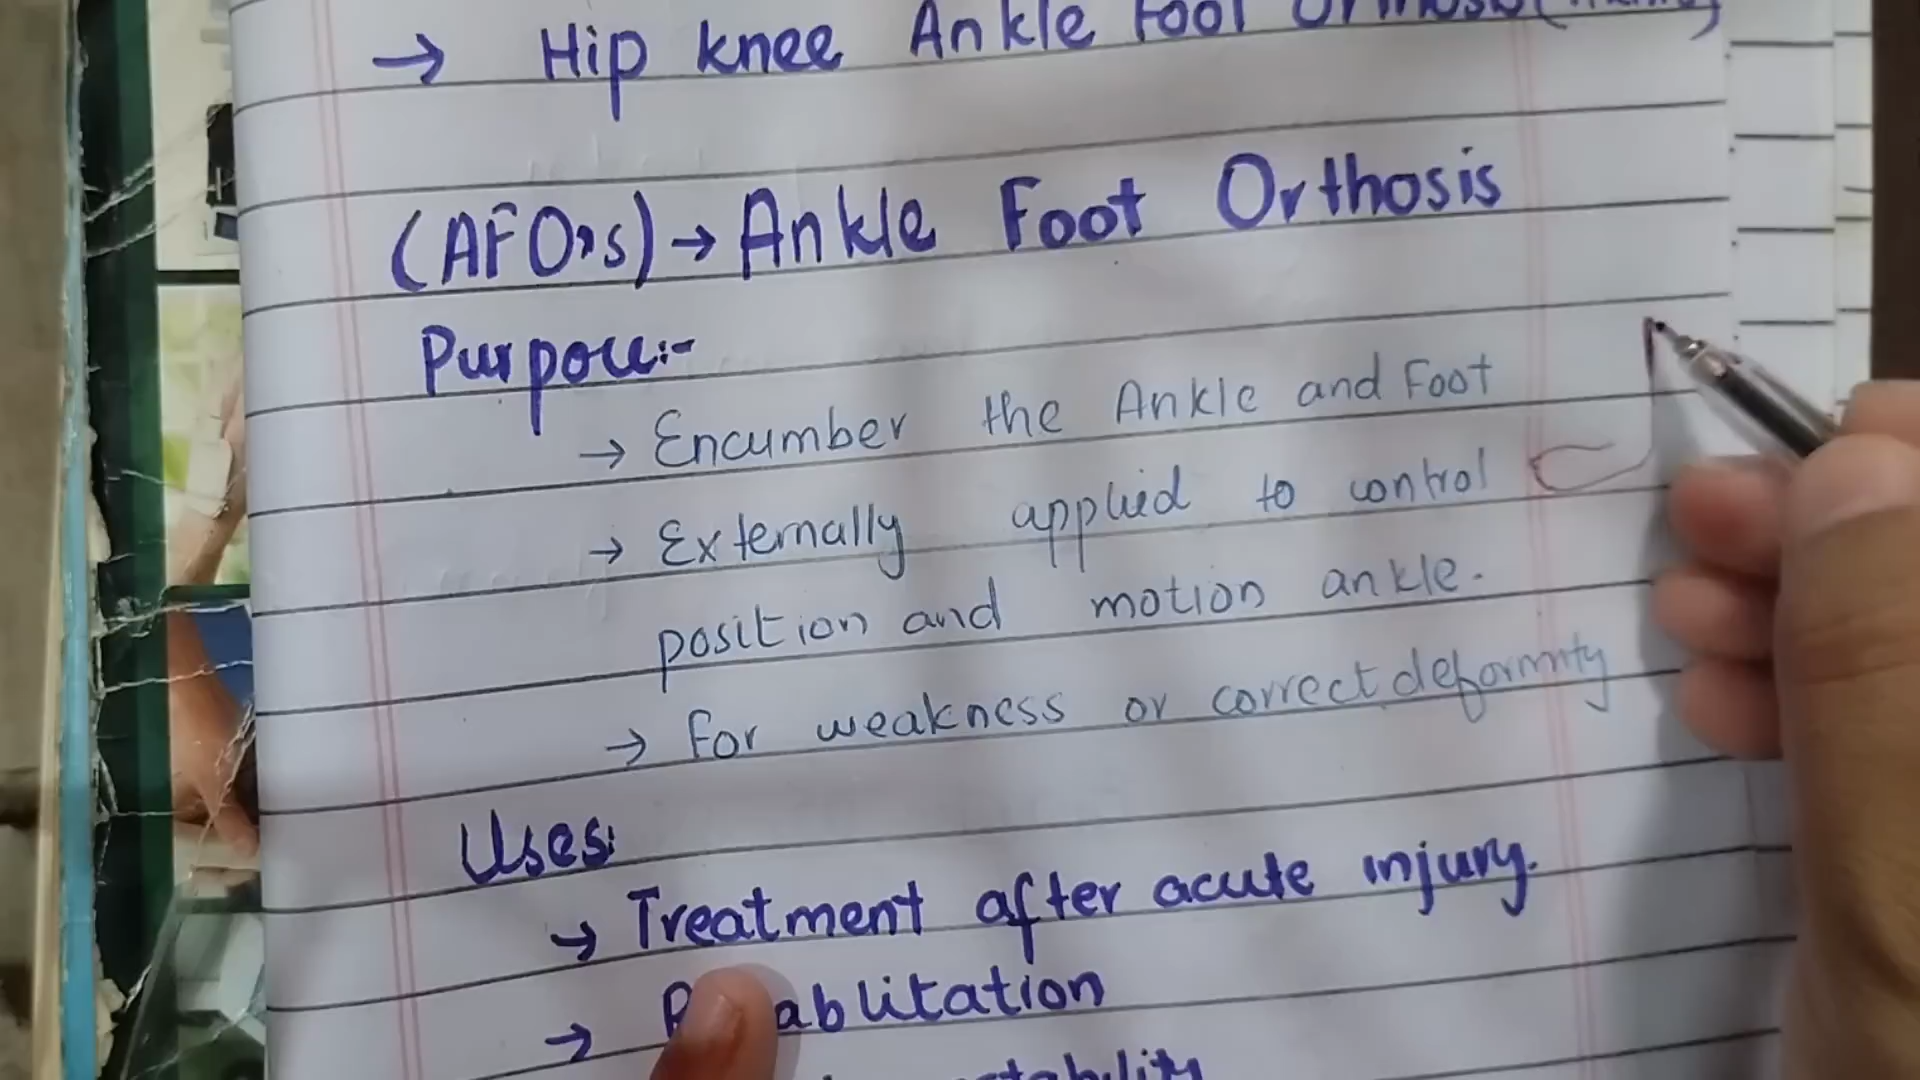 → Hip knee Ankle Foot
(AFO,s) → Ankle Foot Orthosis
Purpose:-
→ Encumber the Ankle and Foot
→ Externally applied to control
position and motion ankle.
→ For weakness or correct deformity
Uses:
→ Treatment after acute injury.
→